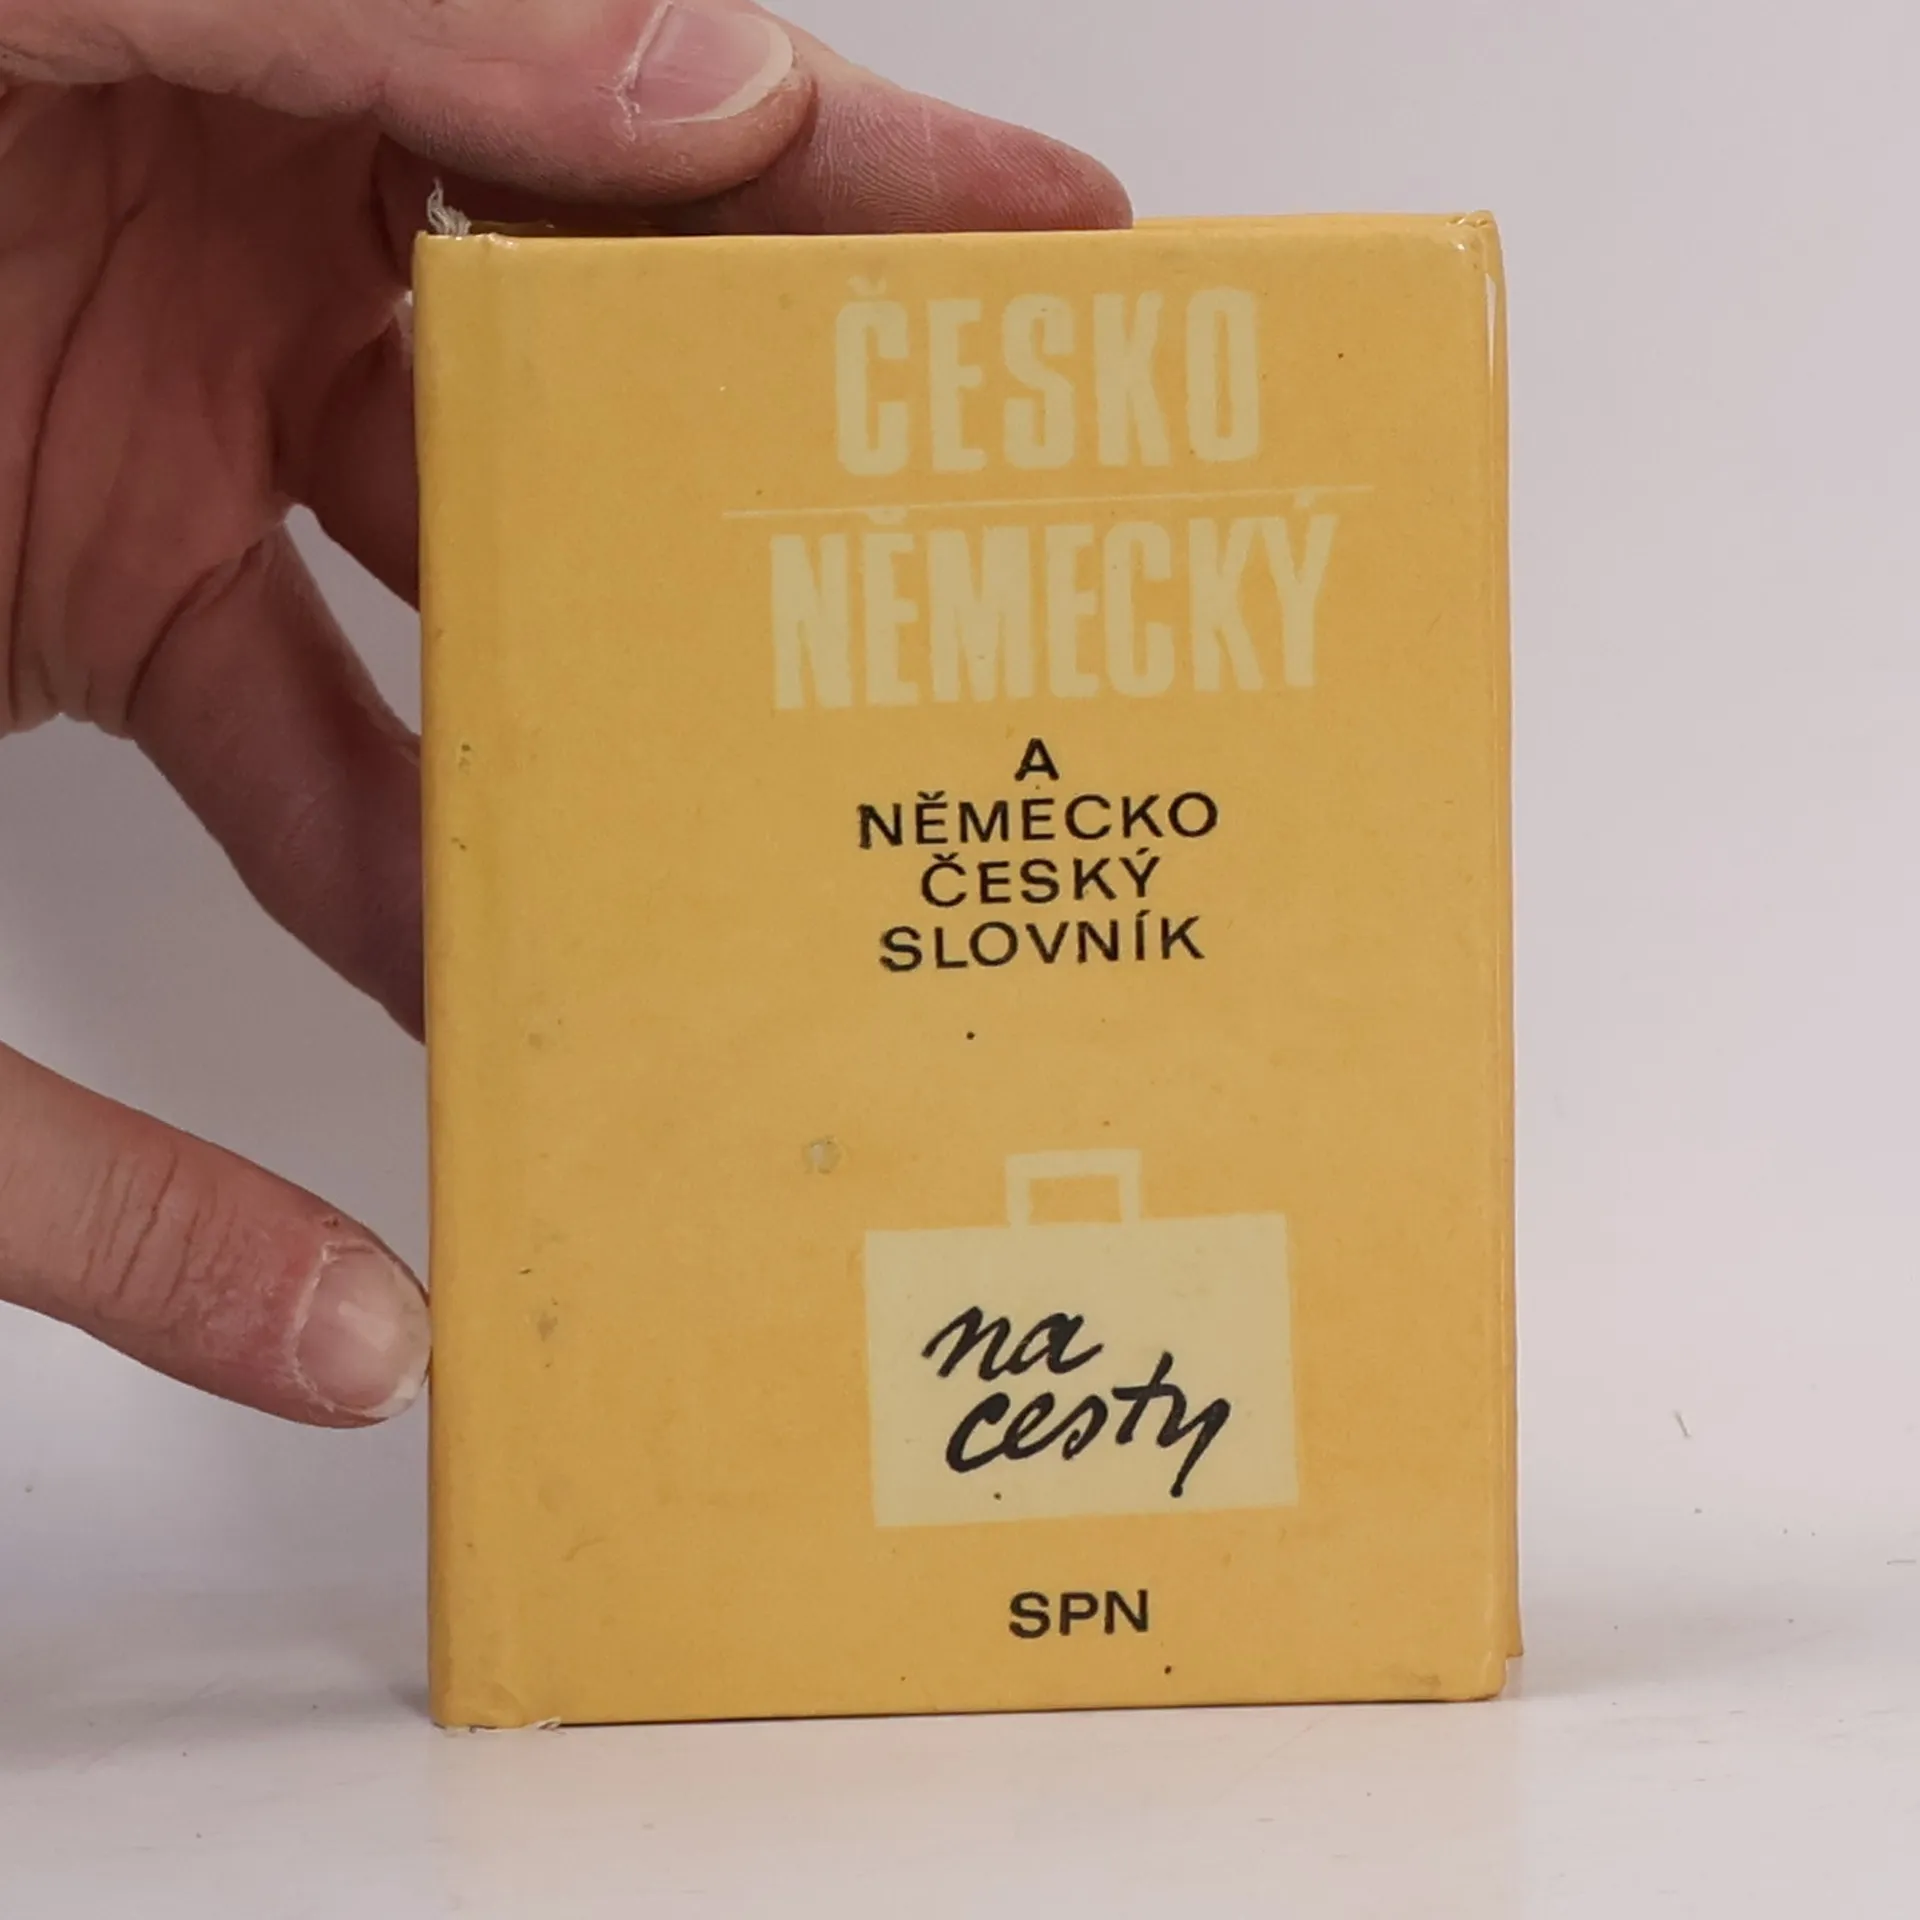 ČESKO
NĚMECKÝ
A
NĚMECKO
ČESKÝ
SLOVNÍK
na
cesty
SPN